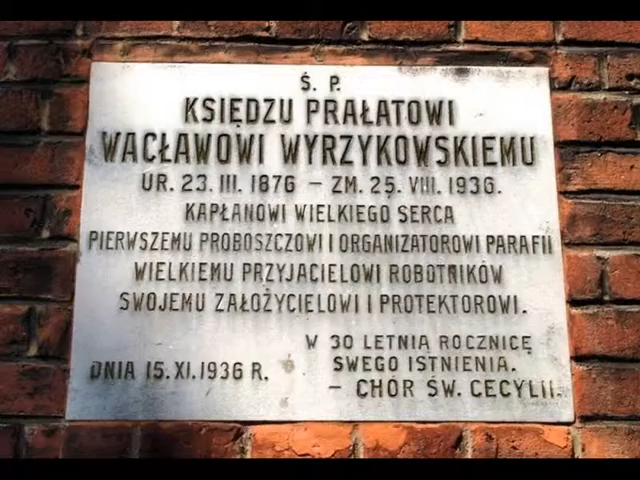 Ś. P.
KSIĘDZU PRAŁATOWI
WACŁAWOWI WYRZYKOWSKIEMU
UR. 23. III. 1876 – ZM. 25. VIII. 1936.
KAPŁANOWI WIELKIEGO SERCA
PIERWSZEMU PROBOSZCZOWI I ORGANIZATOROWI PARAFII
WIELKIEMU PRZYJACIELOWI ROBOTNIKÓW
SWOJEMU ZAŁOŻYCIELOWI I PROTEKTOROWI.
W 30 LETNIĄ ROCZNICĘ
SWEGO ISTNIENIA.
DNIA 15.XI.1936 R.
– CHÓR ŚW. CECYLII.